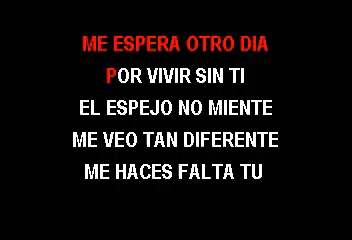 ME ESPERA OTRO DIA
POR VIVIR SIN TI
EL ESPEJO NO MIENTE
ME VEO TAN DIFERENTE
ME HACES FALTA TU